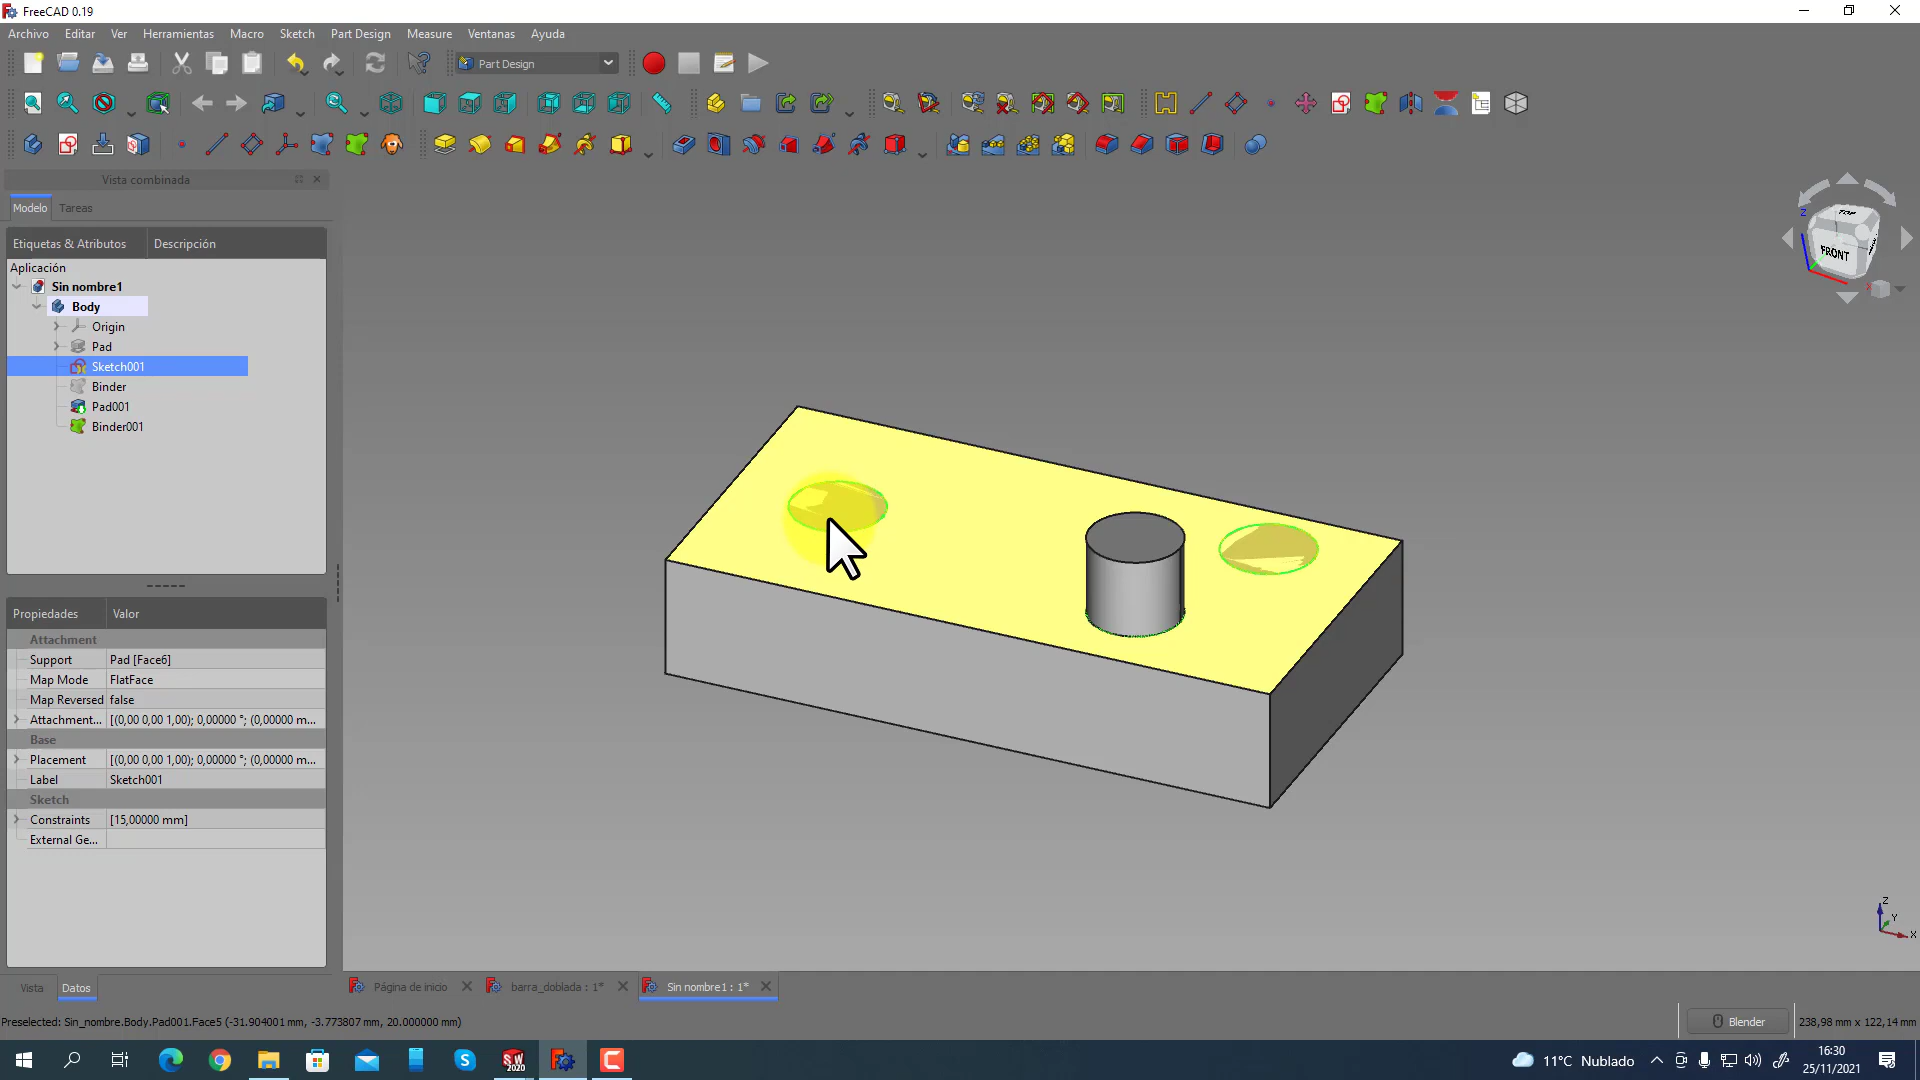 FreeCAD 0.19
Archivo Editar Ver Herramientas Macro Sketch Part Design Measure Ventanas Ayuda
Part Design
Vista combinada
Modelo Tareas
Etiquetas & Atributos Descripción
Aplicación
Sin nombre1
Body
Origin
Pad
Sketch001
Binder
Pad001
Binder001
TOP
FRONT
Z
X
Propiedades Valor
Attachment
Support Pad [Face6]
Map Mode FlatFace
Map Reversed false
Attachment... [(0,00 0,00 1,00); 0,00000 °; (0,00000 m...
Base
Placement [(0,00 0,00 1,00); 0,00000 °; (0,00000 m...
Label Sketch001
Sketch
Constraints [15,00000 mm]
External Ge...
Z
Y
X
Vista Datos
Página de inicio barra_doblada : 1* Sin nombre1 : 1*
Preselected: Sin_nombre.Body.Pad001.Face5 (-31.904001 mm, -3.773807 mm, 20.000000 mm)
Blender 238,98 mm x 122,14 mm
SW 2020
11°C Nublado
16:30
25/11/2021